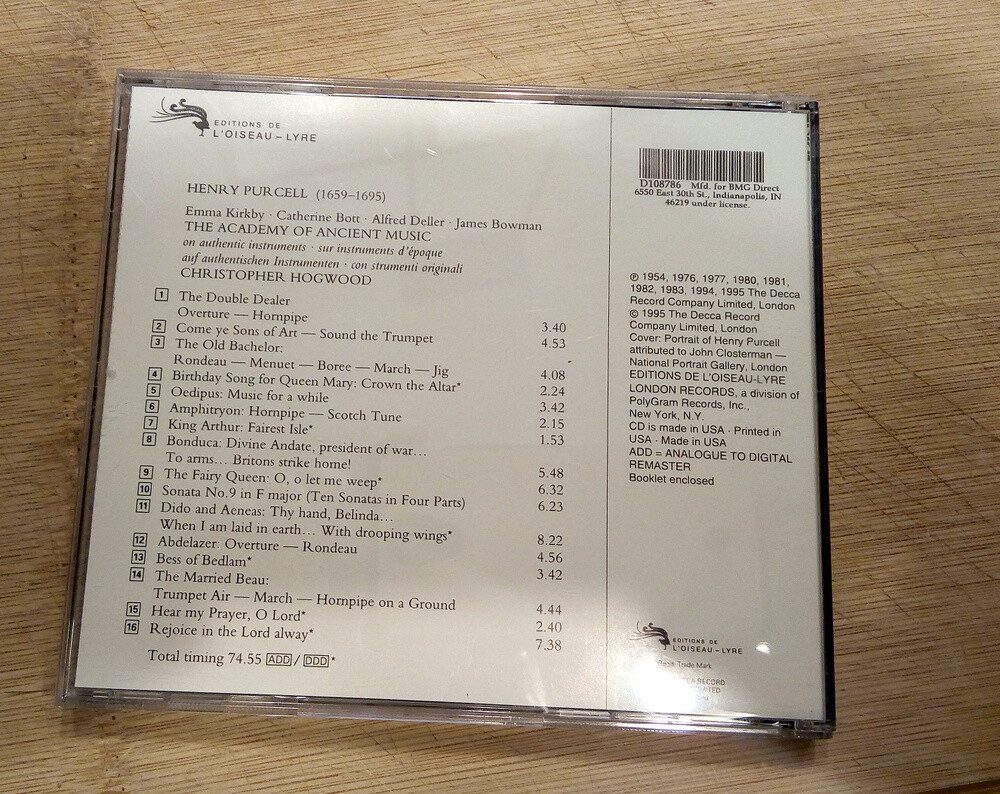 EDITIONS DE
L'OISEAU-LYRE
HENRY PURCELL (1659–1695)
Emma Kirkby · Catherine Bott · Alfred Deller · James Bowman
THE ACADEMY OF ANCIENT MUSIC
on authentic instruments · sur instruments d'époque
auf authentischen Instrumenten · con strumenti originali
CHRISTOPHER HOGWOOD
1 The Double Dealer
Overture — Hornpipe 3.40
2 Come ye Sons of Art — Sound the Trumpet 4.53
3 The Old Bachelor:
Rondeau — Menuet — Boree — March — Jig 4.08
4 Birthday Song for Queen Mary: Crown the Altar* 2.24
5 Oedipus: Music for a while 3.42
6 Amphitryon: Hornpipe — Scotch Tune 2.15
7 King Arthur: Fairest Isle* 1.53
8 Bonduca: Divine Andate, president of war...
To arms... Britons strike home! 5.48
9 The Fairy Queen: O, o let me weep* 6.32
10 Sonata No.9 in F major (Ten Sonatas in Four Parts) 6.23
11 Dido and Aeneas: Thy hand, Belinda...
When I am laid in earth... With drooping wings* 8.22
12 Abdelazer: Overture — Rondeau 4.56
13 Bess of Bedlam* 3.42
14 The Married Beau:
Trumpet Air — March — Hornpipe on a Ground 4.44
15 Hear my Prayer, O Lord* 2.40
16 Rejoice in the Lord alway* 7.38
Total timing 74.55 ADD / DDD*
D108786 Mfd. for BMG Direct
6550 East 30th St., Indianapolis, IN
46219 under license.
℗ 1954, 1976, 1977, 1980, 1981,
1982, 1983, 1994, 1995 The Decca
Record Company Limited, London
© 1995 The Decca Record
Company Limited, London
Cover: Portrait of Henry Purcell
attributed to John Closterman —
National Portrait Gallery, London
EDITIONS DE L'OISEAU-LYRE
LONDON RECORDS, a division of
PolyGram Records, Inc.,
New York, N.Y.
CD is made in USA · Printed in
USA · Made in USA
ADD = ANALOGUE TO DIGITAL
REMASTER
Booklet enclosed
EDITIONS DE
L'OISEAU-LYRE
Trade Mark
RECORD